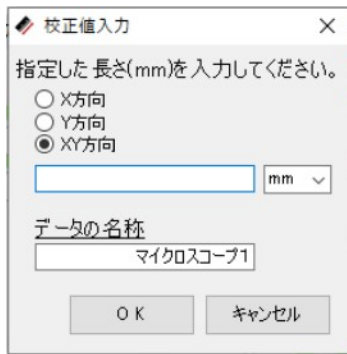 校正値入力
指定した長さ(mm)を入力してください。
X方向
Y方向
XY方向
mm
データの名称
マイクロスコープ1
OK
キャンセル